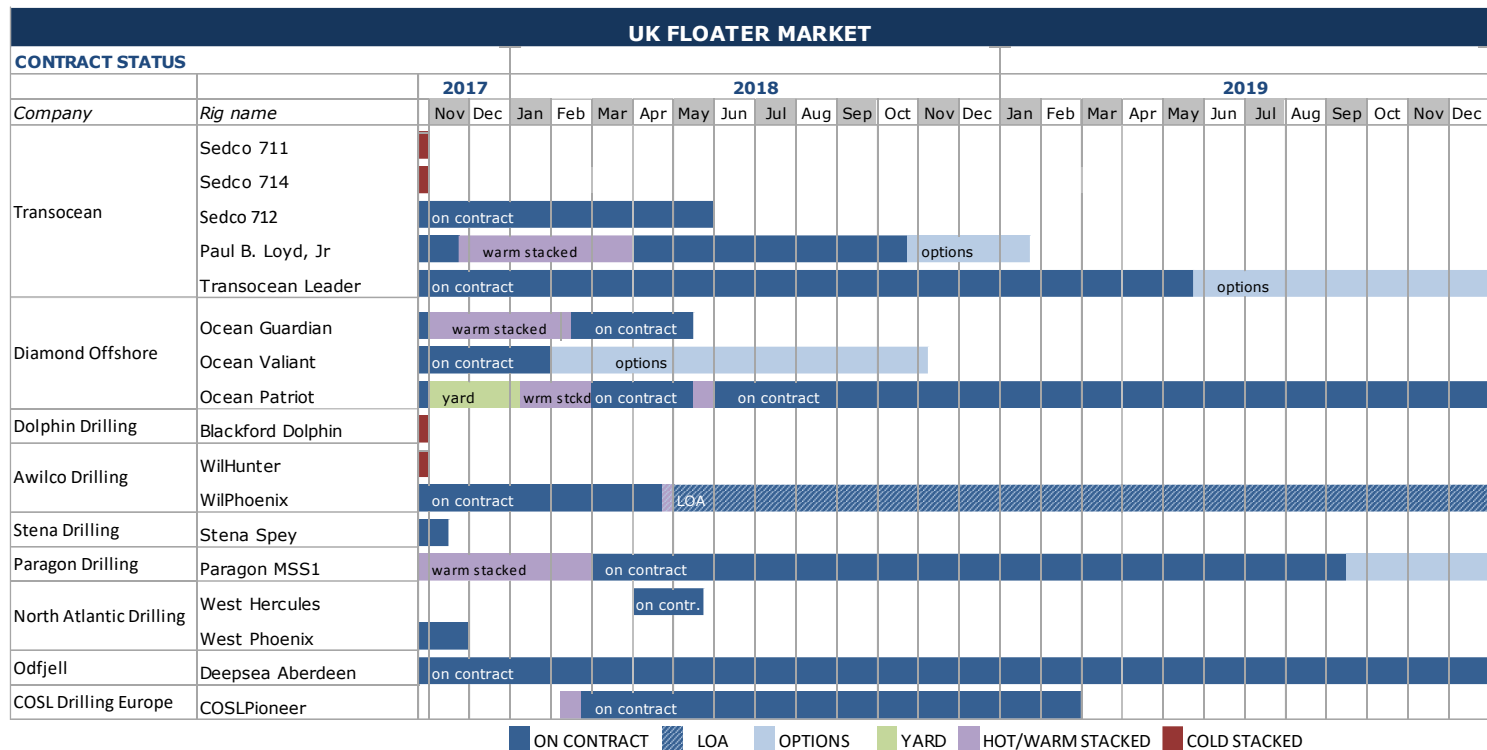 UK FLOATER MARKET
CONTRACT STATUS
2017 2018 2019
Company Rig name Nov Dec Jan Feb Mar Apr May Jun Jul Aug Sep Oct Nov Dec Jan Feb Mar Apr May Jun Jul Aug Sep Oct Nov Dec
Sedco 711
Sedco 714
Transocean
Sedco 712 on contract
Paul B. Loyd, Jr warm stacked options
Transocean Leader on contract options
Ocean Guardian warm stacked on contract
Diamond Offshore
Ocean Valiant on contract options
Ocean Patriot yard wrm stckd on contract on contract
Dolphin Drilling Blackford Dolphin
WilHunter
Awilco Drilling
WilPhoenix on contract LOA
Stena Drilling Stena Spey
Paragon Drilling Paragon MSS1 warm stacked on contract
West Hercules on contr.
North Atlantic Drilling
West Phoenix
Odfjell Deepsea Aberdeen on contract
COSL Drilling Europe COSLPioneer on contract
ON CONTRACT LOA OPTIONS YARD HOT/WARM STACKED COLD STACKED